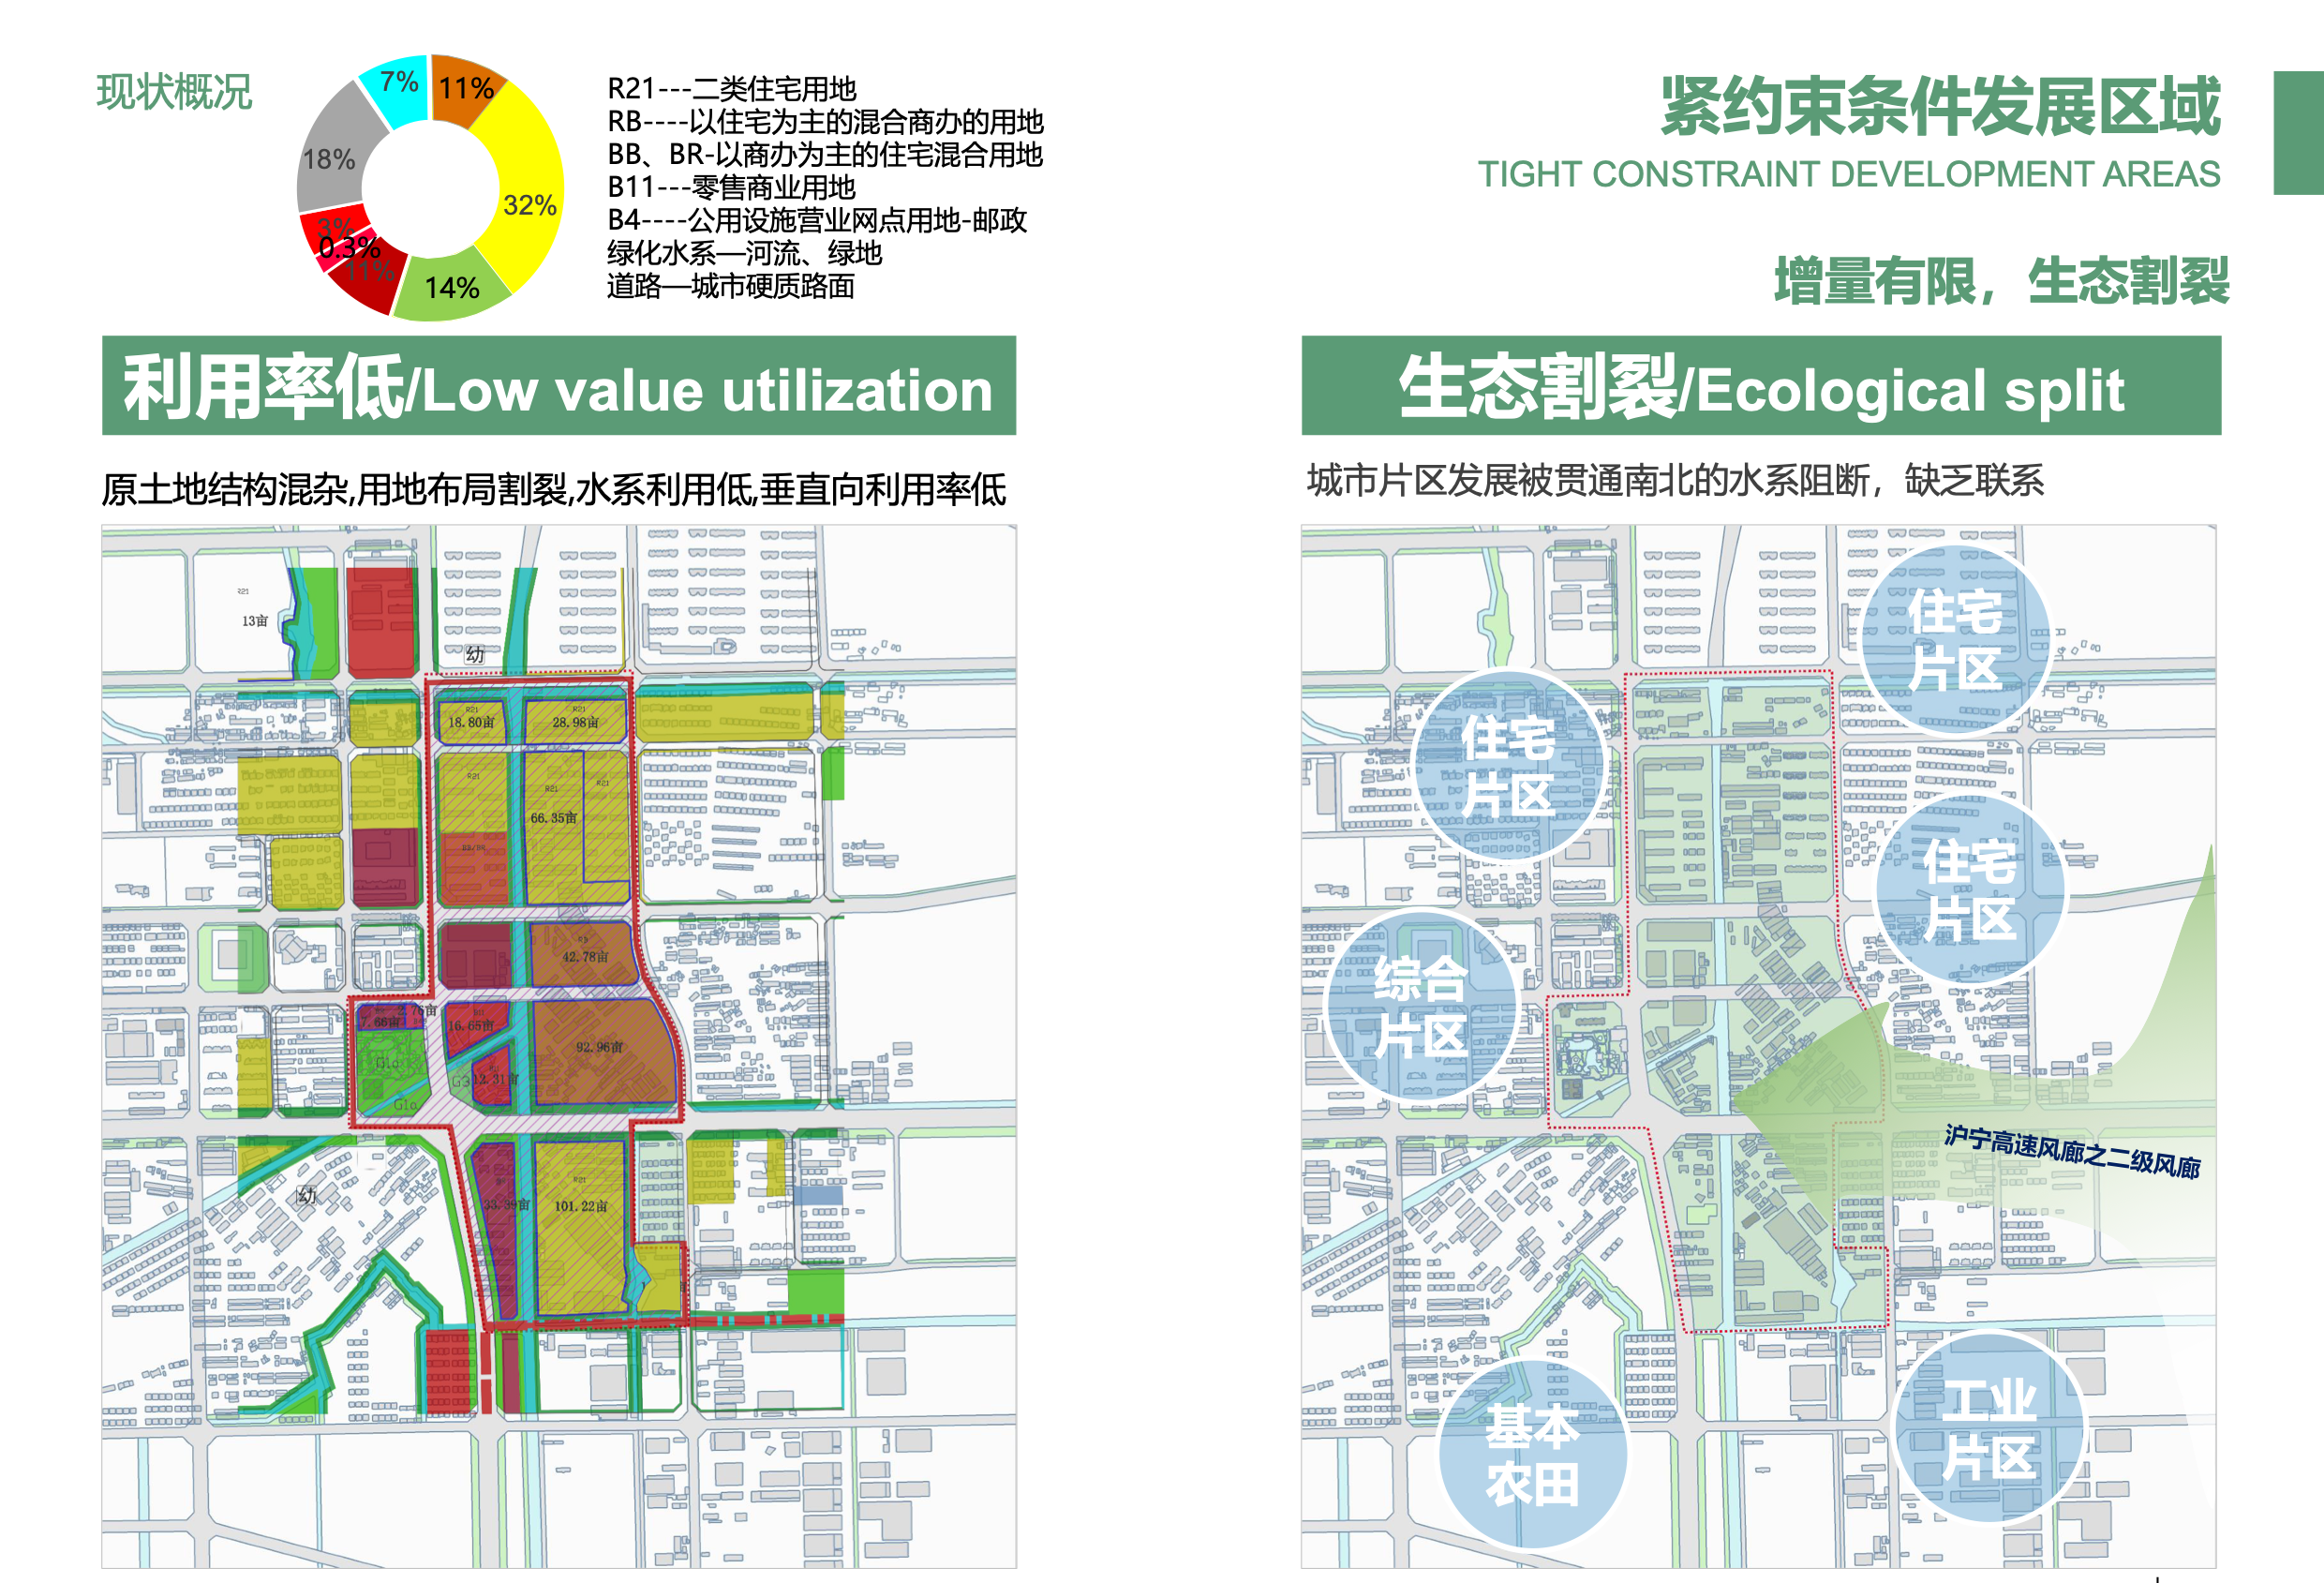 现状概况
7%
11%
18%
32%
3%
0.3%
11%
14%
R21---二类住宅用地
RB----以住宅为主的混合商办的用地
BB、BR-以商办为主的住宅混合用地
B11---零售商业用地
B4----公用设施营业网点用地-邮政
绿化水系—河流、绿地
道路—城市硬质路面
紧约束条件发展区域
TIGHT CONSTRAINT DEVELOPMENT AREAS
增量有限，生态割裂
利用率低/Low value utilization
原土地结构混杂,用地布局割裂,水系利用低,垂直向利用率低
R21
13亩
幼
R21
18.80亩
R21
28.98亩
R21
R21
R21
66.35亩
42.78亩
2.76亩
7.66亩
16.65亩
92.96亩
G1a
G3
12.31亩
G1a
幼
33.39亩
R21
101.22亩
生态割裂/Ecological split
城市片区发展被贯通南北的水系阻断，缺乏联系
住宅
片区
住宅
片区
住宅
片区
综合
片区
沪宁高速风廊之二级风廊
基本
农田
工业
片区